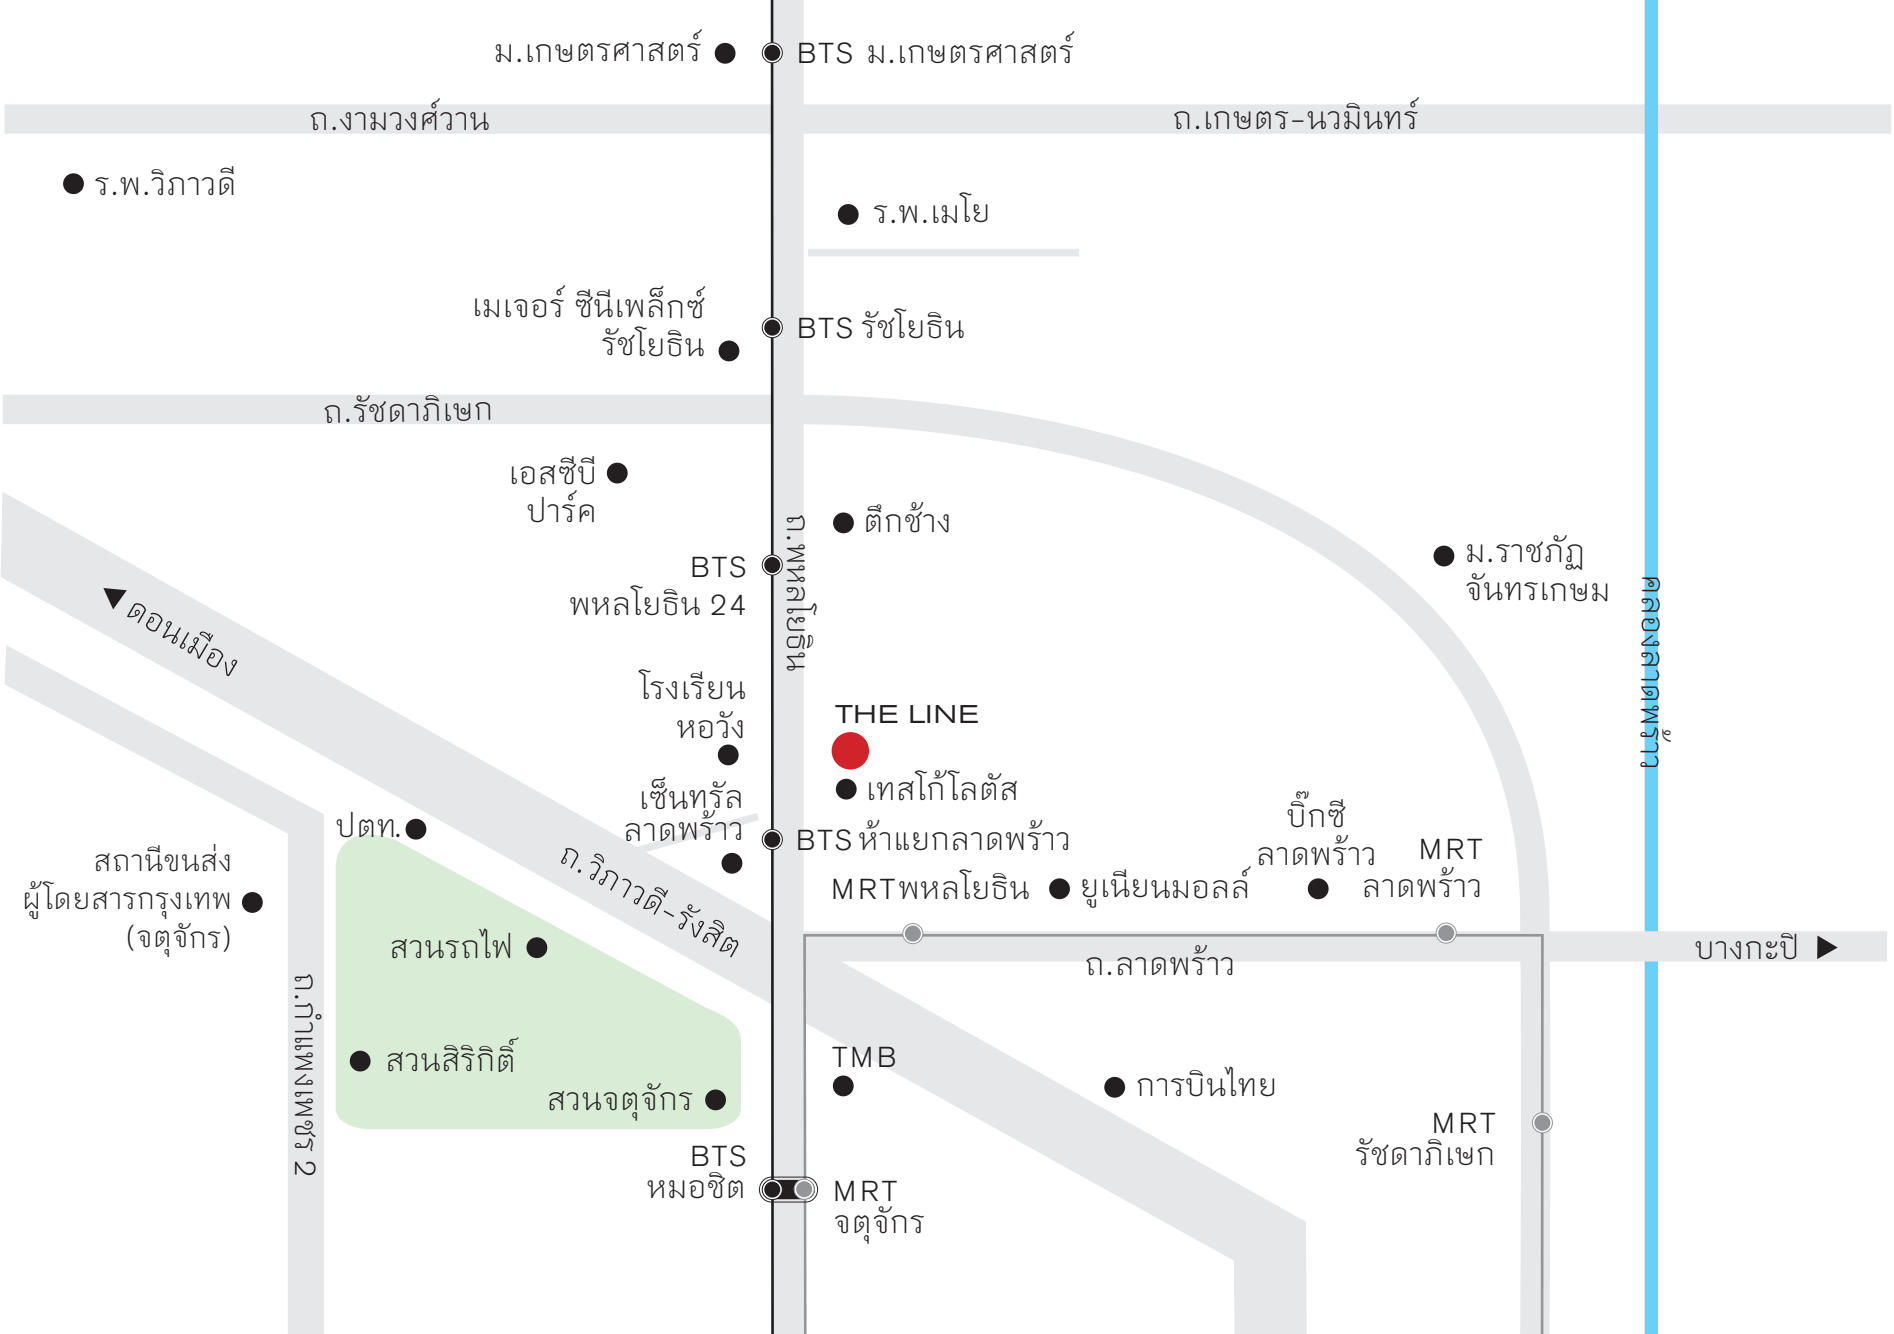 ม.เกษตรศาสตร์
BTS ม.เกษตรศาสตร์
ถ.งามวงศ์วาน
ถ.เกษตร-นวมินทร์
ร.พ.วิภาวดี
ร.พ.เมโย
เมเจอร์ ซีนีเพล็กซ์
รัชโยธิน
BTS รัชโยธิน
ถ.รัชดาภิเษก
เอสซีบี
ปาร์ค
ตึกช้าง
ถ.พหลโยธิน
BTS
พหลโยธิน 24
ม.ราชภัฏ
จันทรเกษม
คลองลาดพร้าว
ดอนเมือง
โรงเรียน
หอวัง
THE LINE
เทสโก้โลตัส
เซ็นทรัล
ลาดพร้าว
BTS ห้าแยกลาดพร้าว
บิ๊กซี
ลาดพร้าว
MRT
ลาดพร้าว
ปตท.
สถานีขนส่ง
ผู้โดยสารกรุงเทพ
(จตุจักร)
ถ.วิภาวดี-รังสิต
MRT พหลโยธิน
ยูเนียนมอลล์
สวนรถไฟ
ถ.ลาดพร้าว
บางกะปิ
ถ.กำแพงเพชร 2
สวนสิริกิติ์
สวนจตุจักร
TMB
การบินไทย
MRT
รัชดาภิเษก
BTS
หมอชิต
MRT
จตุจักร